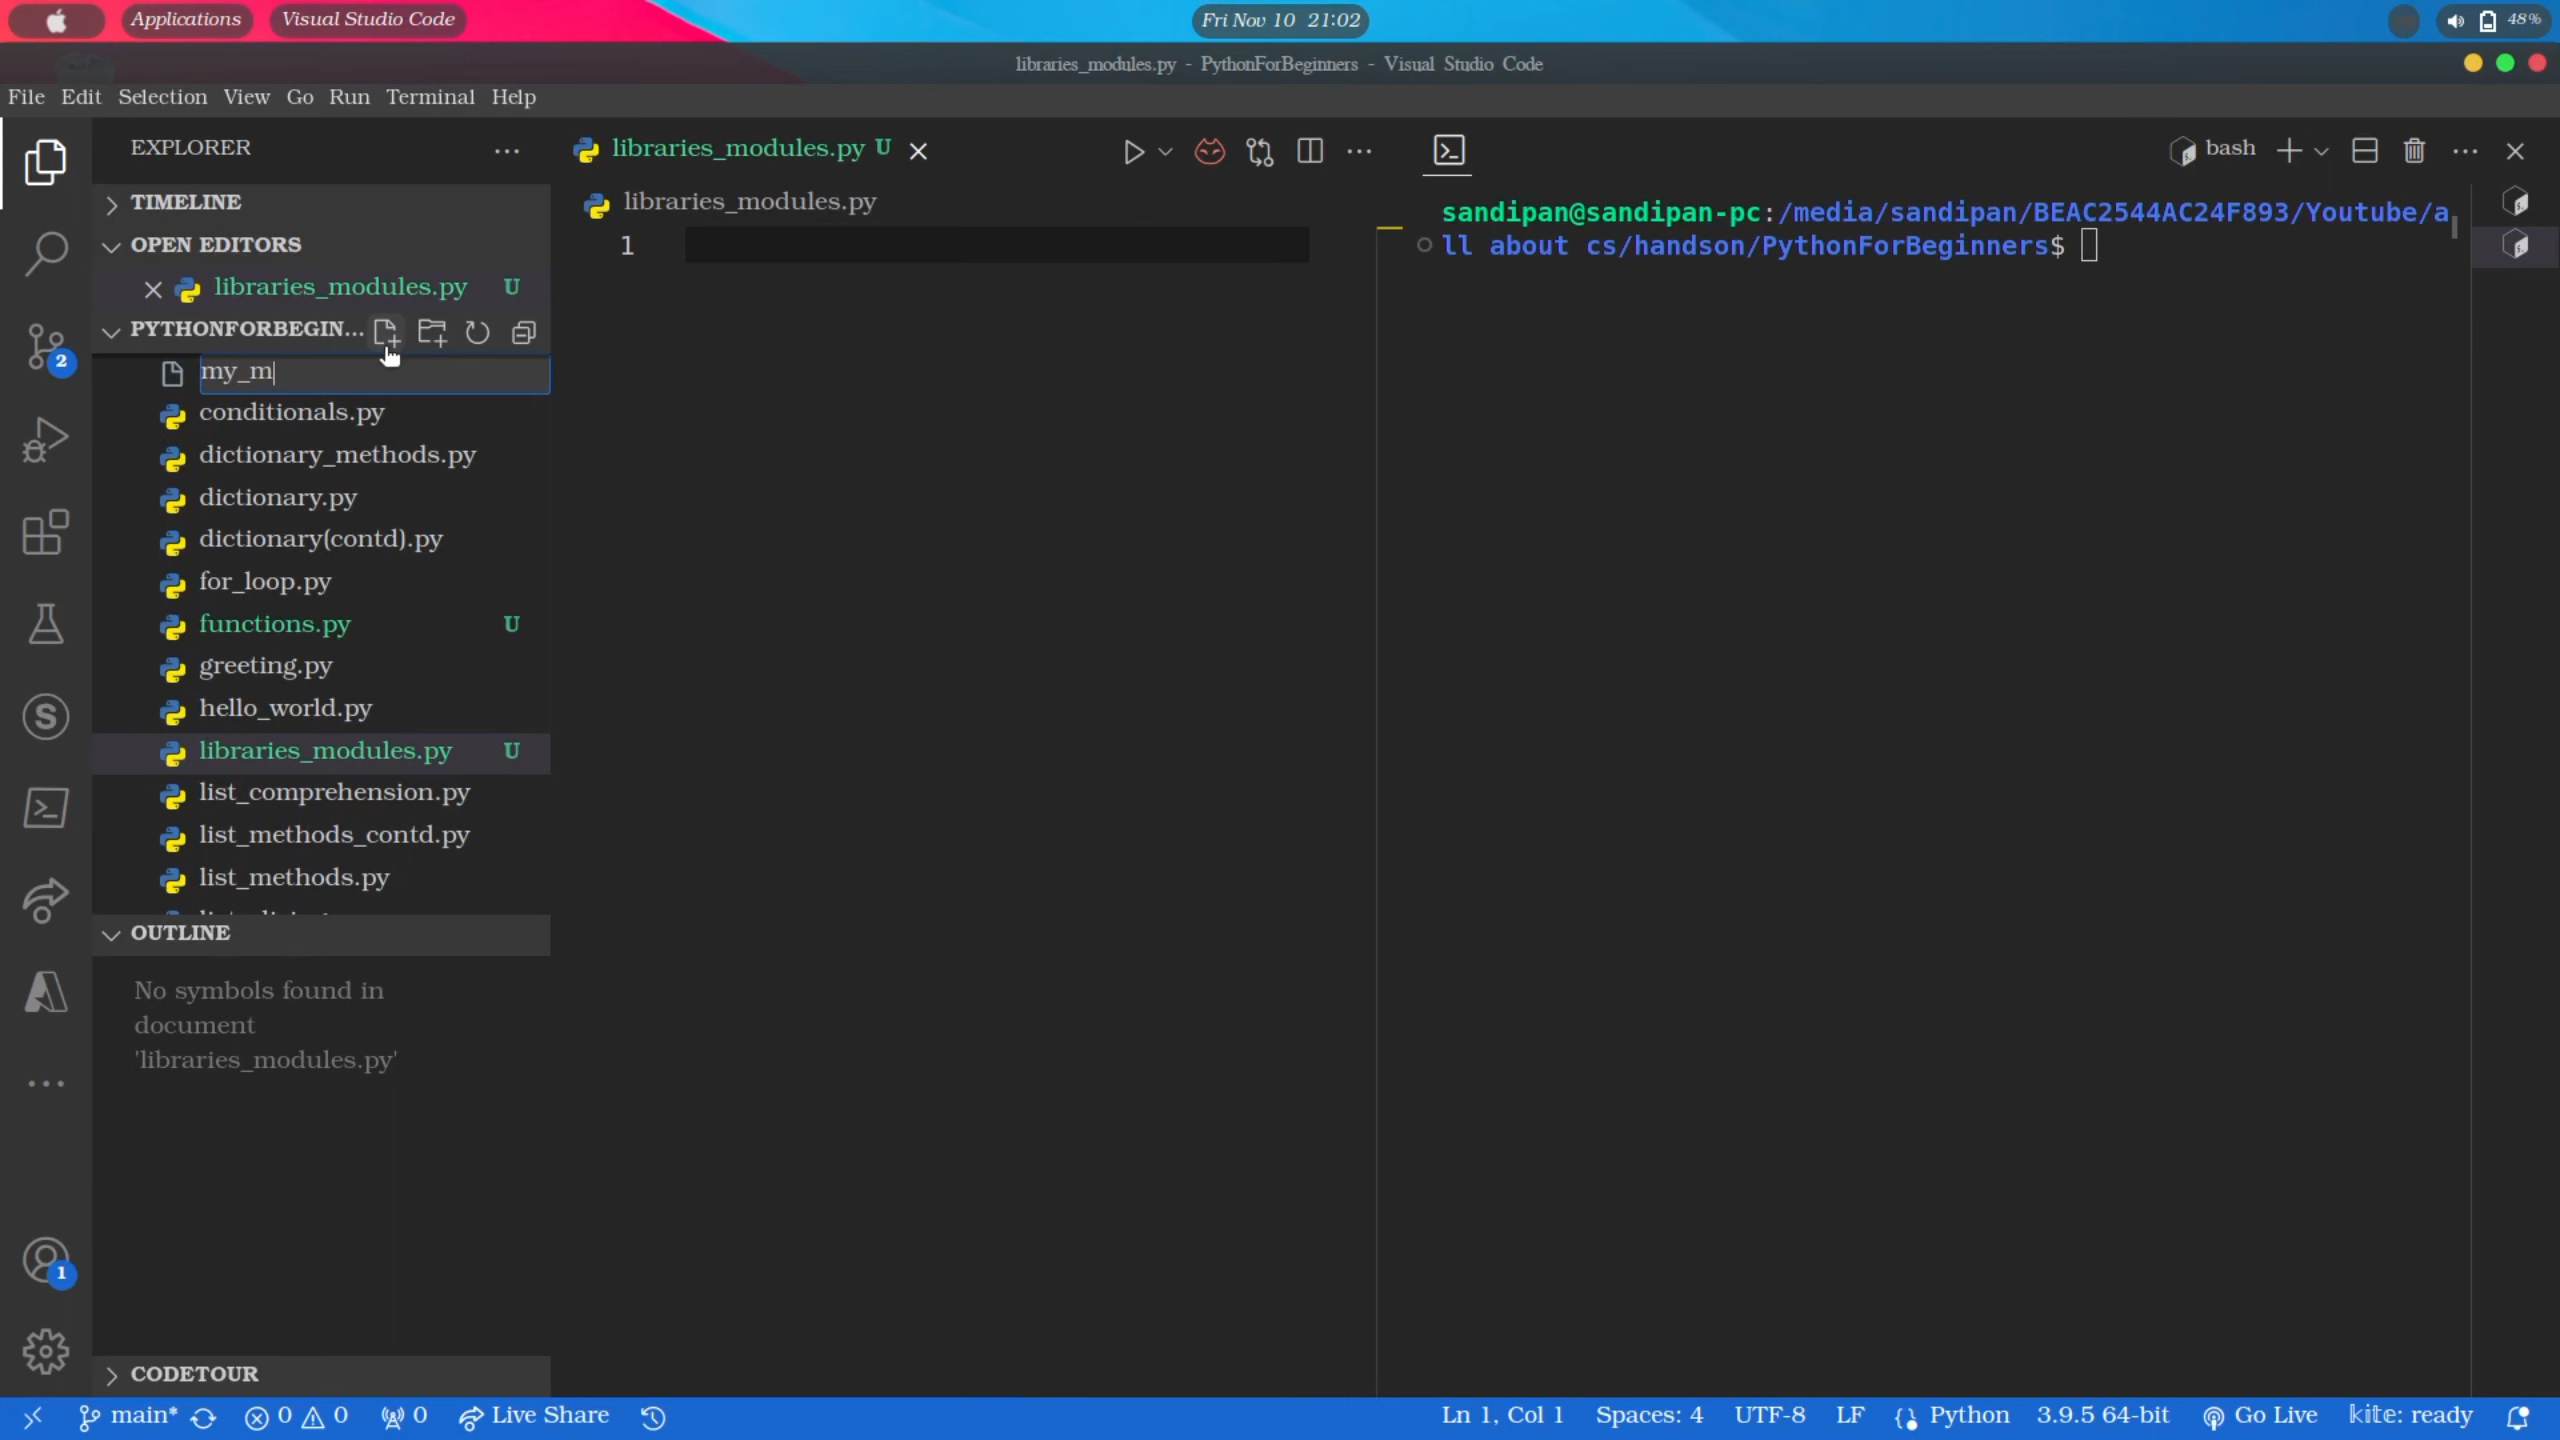 Applications Visual Studio Code Fri Nov 10 21:02 48%
libraries_modules.py - PythonForBeginners - Visual Studio Code
File Edit Selection View Go Run Terminal Help
EXPLORER
TIMELINE
OPEN EDITORS
libraries_modules.py U
PYTHONFORBEGIN...
my_m
conditionals.py
dictionary_methods.py
dictionary.py
dictionary(contd).py
for_loop.py
functions.py U
greeting.py
hello_world.py
libraries_modules.py U
list_comprehension.py
list_methods_contd.py
list_methods.py
OUTLINE
No symbols found in
document
'libraries_modules.py'
CODETOUR
2
1
libraries_modules.py U
libraries_modules.py
1
bash
sandipan@sandipan-pc:/media/sandipan/BEAC2544AC24F893/Youtube/a
ll about cs/handson/PythonForBeginners$
main* 0 0 0 Live Share Ln 1, Col 1 Spaces: 4 UTF-8 LF Python 3.9.5 64-bit Go Live kite: ready